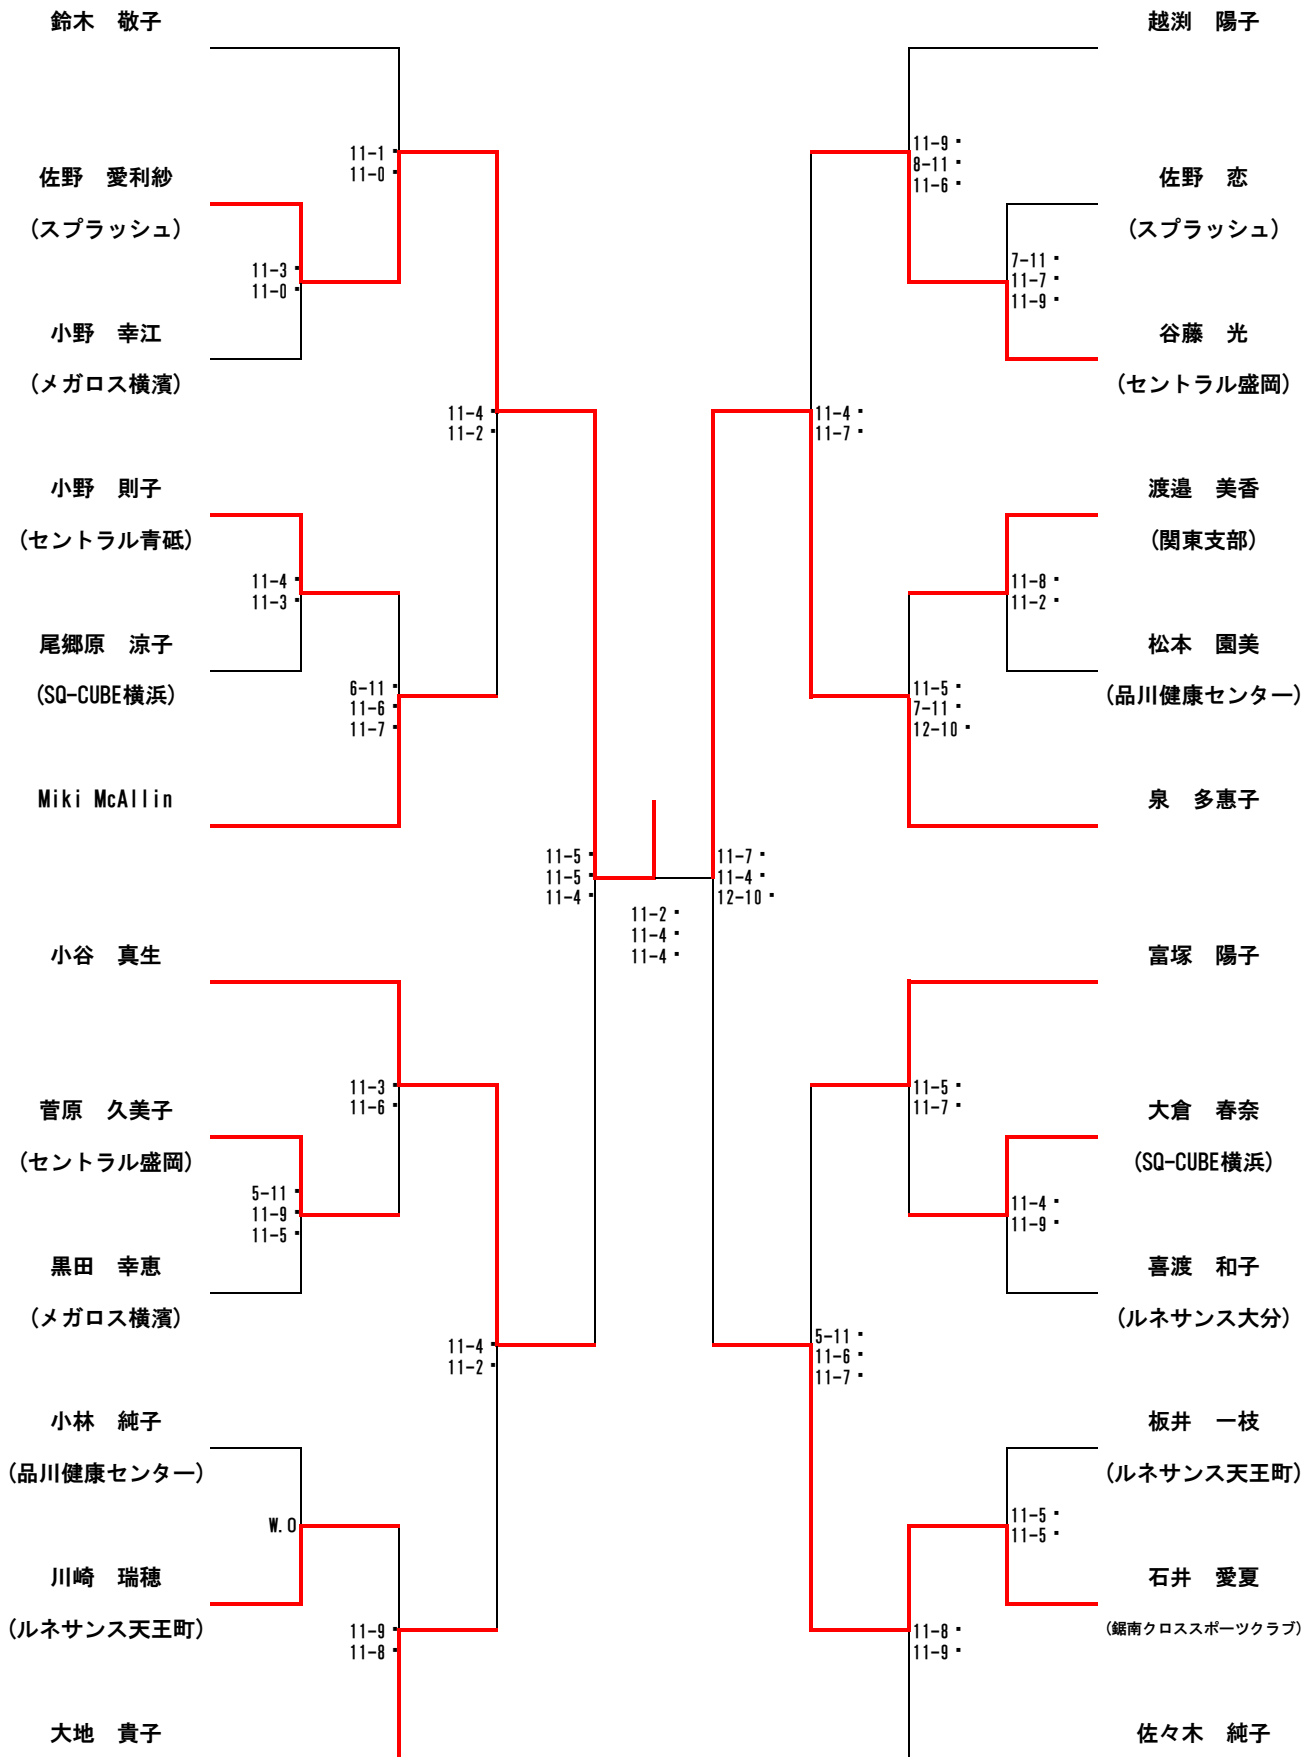 鈴木　敬子
11-1
11-0
佐野　愛利紗
(スプラッシュ)
11-3
11-0
小野　幸江
(メガロス横濱)
11-4
11-2
小野　則子
(セントラル青砥)
11-4
11-3
尾郷原　涼子
(SQ-CUBE横浜)
6-11
11-6
11-7
Miki McAllin
11-5
11-5
11-4
小谷　真生
11-3
11-6
菅原　久美子
(セントラル盛岡)
5-11
11-9
11-5
黒田　幸恵
(メガロス横濱)
11-4
11-2
小林　純子
(品川健康センター)
W.O
川崎　瑞穂
(ルネサンス天王町)
11-9
11-8
大地　貴子
11-2
11-4
11-4
越渕　陽子
11-9
8-11
11-6
佐野　恋
(スプラッシュ)
7-11
11-7
11-9
谷藤　光
(セントラル盛岡)
11-4
11-7
渡邉　美香
(関東支部)
11-8
11-2
松本　園美
(品川健康センター)
11-5
7-11
12-10
泉　多惠子
11-7
11-4
12-10
富塚　陽子
11-5
11-7
大倉　春奈
(SQ-CUBE横浜)
11-4
11-9
喜渡　和子
(ルネサンス大分)
5-11
11-6
11-7
板井　一枝
(ルネサンス天王町)
11-5
11-5
石井　愛夏
(鋸南クロススポーツクラブ)
11-8
11-9
佐々木　純子